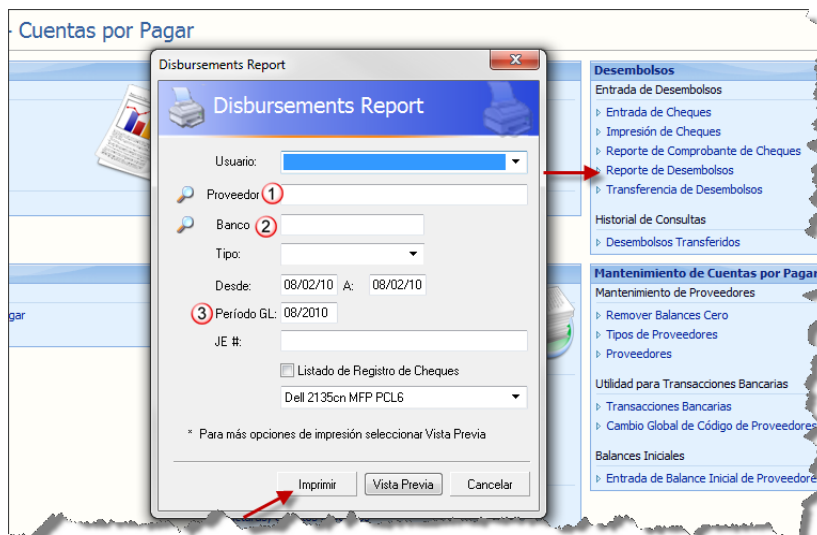 Cuentas por Pagar
Disbursements Report
Disbursements Report
Usuario:
Proveedor 1
Banco 2
Tipo:
Desde: 08/02/10 A: 08/02/10
3 Período GL: 08/2010
JE #:
Listado de Registro de Cheques
Dell 2135cn MFP PCL6
* Para más opciones de impresión seleccionar Vista Previa
Imprimir Vista Previa Cancelar
gar
Desembolsos
Entrada de Desembolsos
Entrada de Cheques
Impresión de Cheques
Reporte de Comprobante de Cheques
Reporte de Desembolsos
Transferencia de Desembolsos
Historial de Consultas
Desembolsos Transferidos
Mantenimiento de Cuentas por Pagar
Mantenimiento de Proveedores
Remover Balances Cero
Tipos de Proveedores
Proveedores
Utilidad para Transacciones Bancarias
Transacciones Bancarias
Cambio Global de Código de Proveedores
Balances Iniciales
Entrada de Balance Inicial de Proveedore